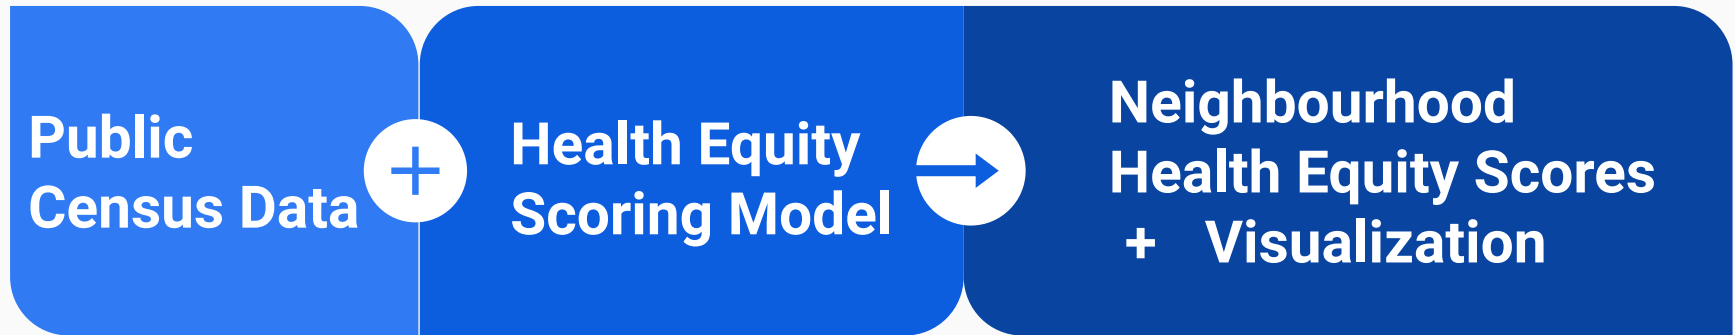 Public
Census Data
+
Health Equity
Scoring Model
Neighbourhood
Health Equity Scores
+ Visualization